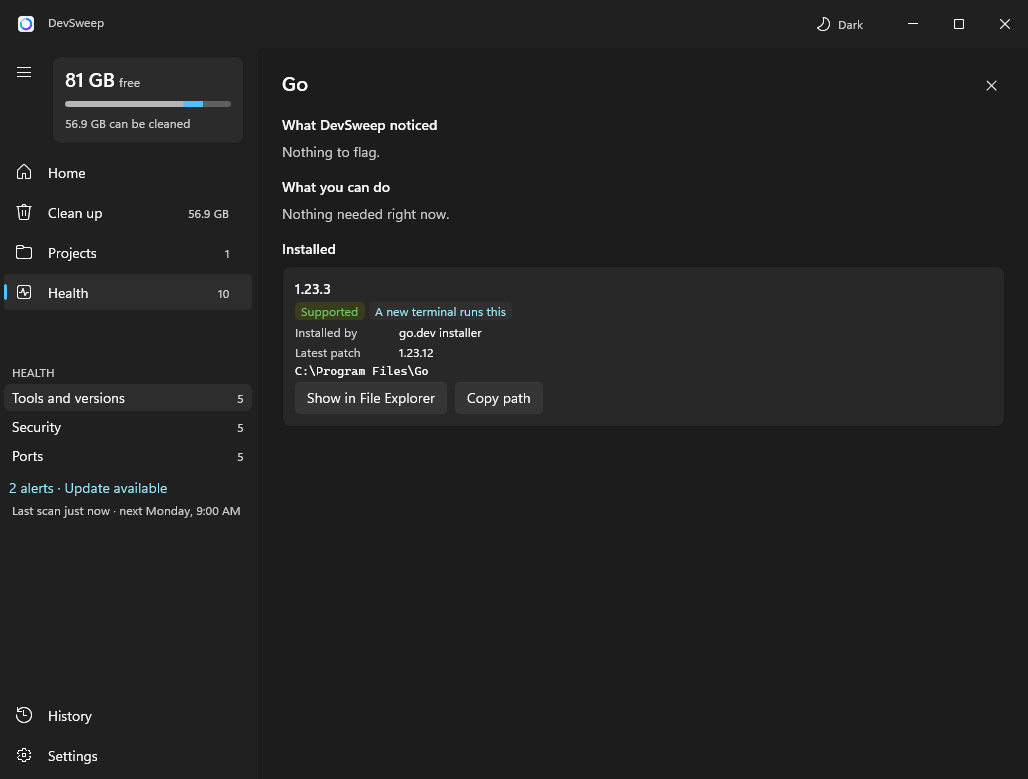 DevSweep
Dark
81 GB free
56.9 GB can be cleaned
Home
Clean up 56.9 GB
Projects 1
Health 10
HEALTH
Tools and versions 5
Security 5
Ports 5
2 alerts · Update available
Last scan just now · next Monday, 9:00 AM
History
Settings
Go
What DevSweep noticed
Nothing to flag.
What you can do
Nothing needed right now.
Installed
1.23.3
Supported A new terminal runs this
Installed by go.dev installer
Latest patch 1.23.12
C:\Program Files\Go
Show in File Explorer Copy path